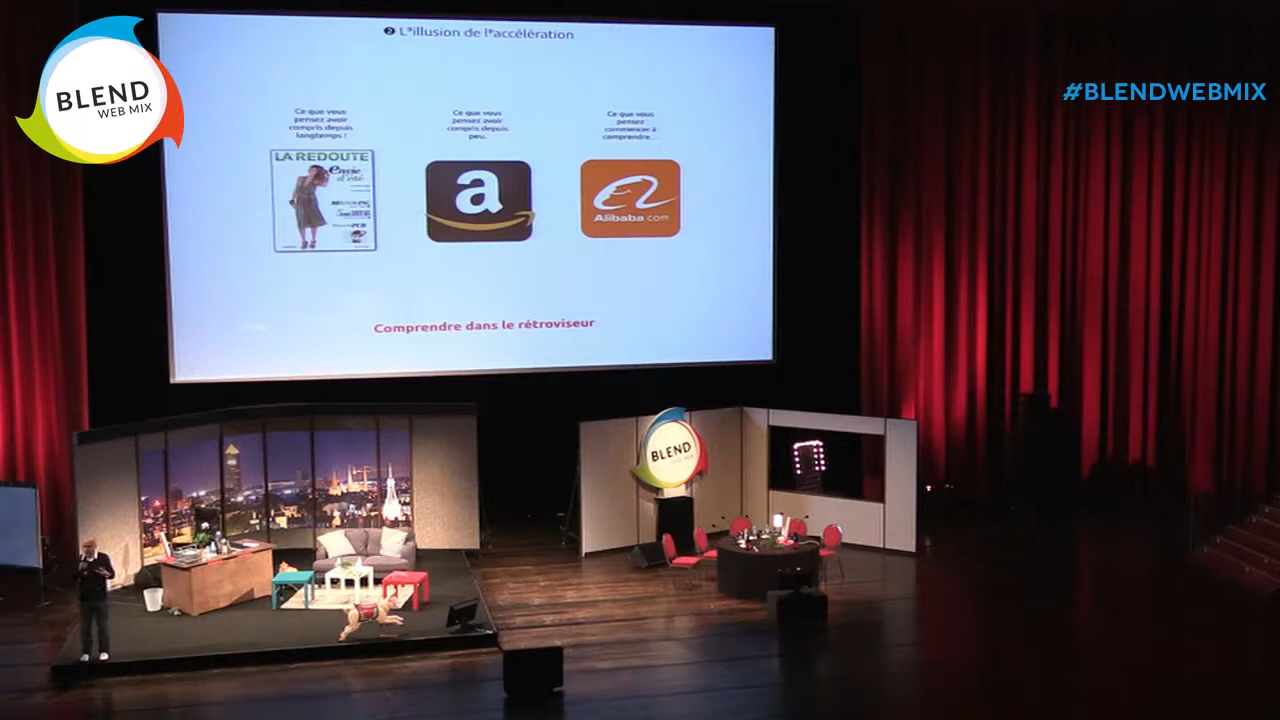 BLEND
WEB MIX
#BLENDWEBMIX
❷ L'illusion de l'accélération
Ce que vous
pensez avoir
compris depuis
longtemps !
Ce que vous
pensez avoir
compris depuis
peu.
Ce que vous
pensez
commencer à
comprendre...
LA REDOUTE
envie
d'été
a
Alibaba.com
Comprendre dans le rétroviseur
BLEND